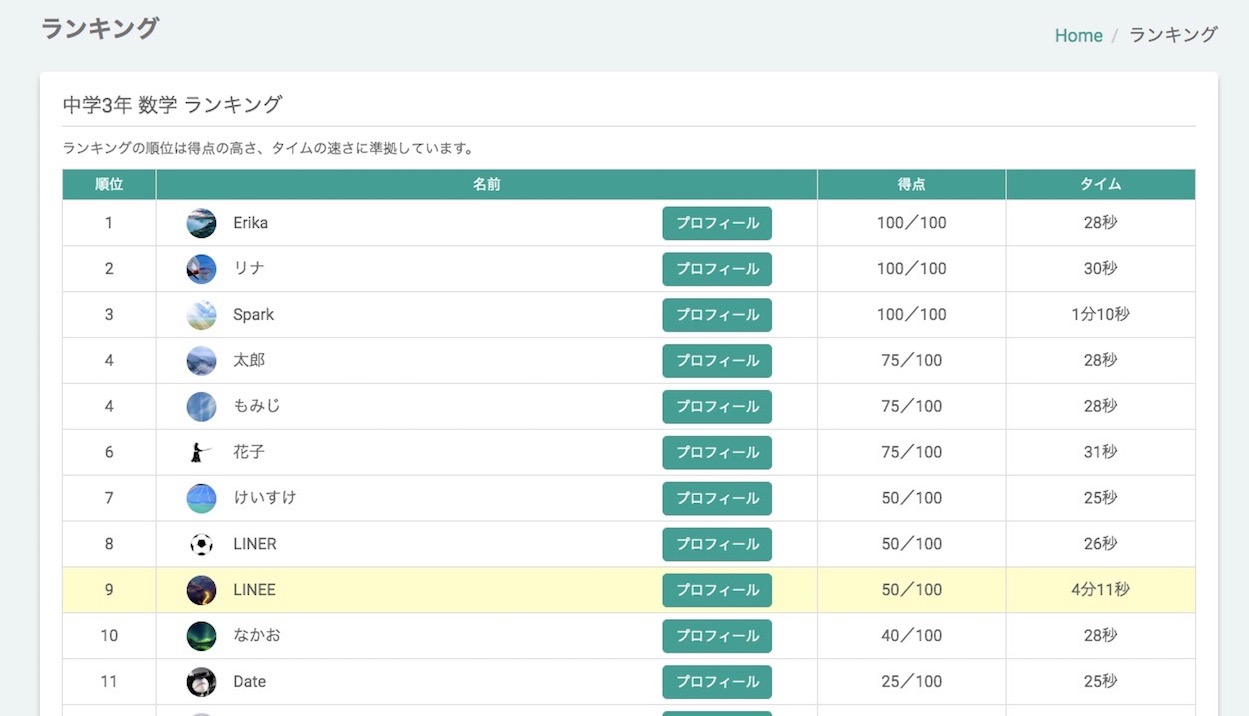 ランキング
Home / ランキング
中学3年 数学 ランキング
ランキングの順位は得点の高さ、タイムの速さに準拠しています。
順位 名前 得点 タイム
1 Erika プロフィール 100／100 28秒
2 リナ プロフィール 100／100 30秒
3 Spark プロフィール 100／100 1分10秒
4 太郎 プロフィール 75／100 28秒
4 もみじ プロフィール 75／100 28秒
6 花子 プロフィール 75／100 31秒
7 けいすけ プロフィール 50／100 25秒
8 LINER プロフィール 50／100 26秒
9 LINEE プロフィール 50／100 4分11秒
10 なかお プロフィール 40／100 28秒
11 Date プロフィール 25／100 25秒